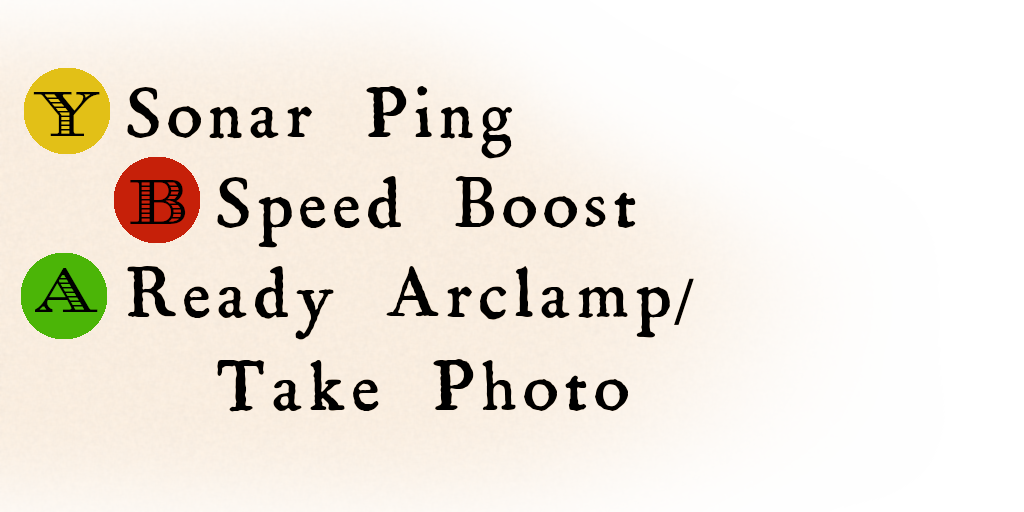 Y Sonar Ping
B Speed Boost
A Ready Arclamp/
Take Photo